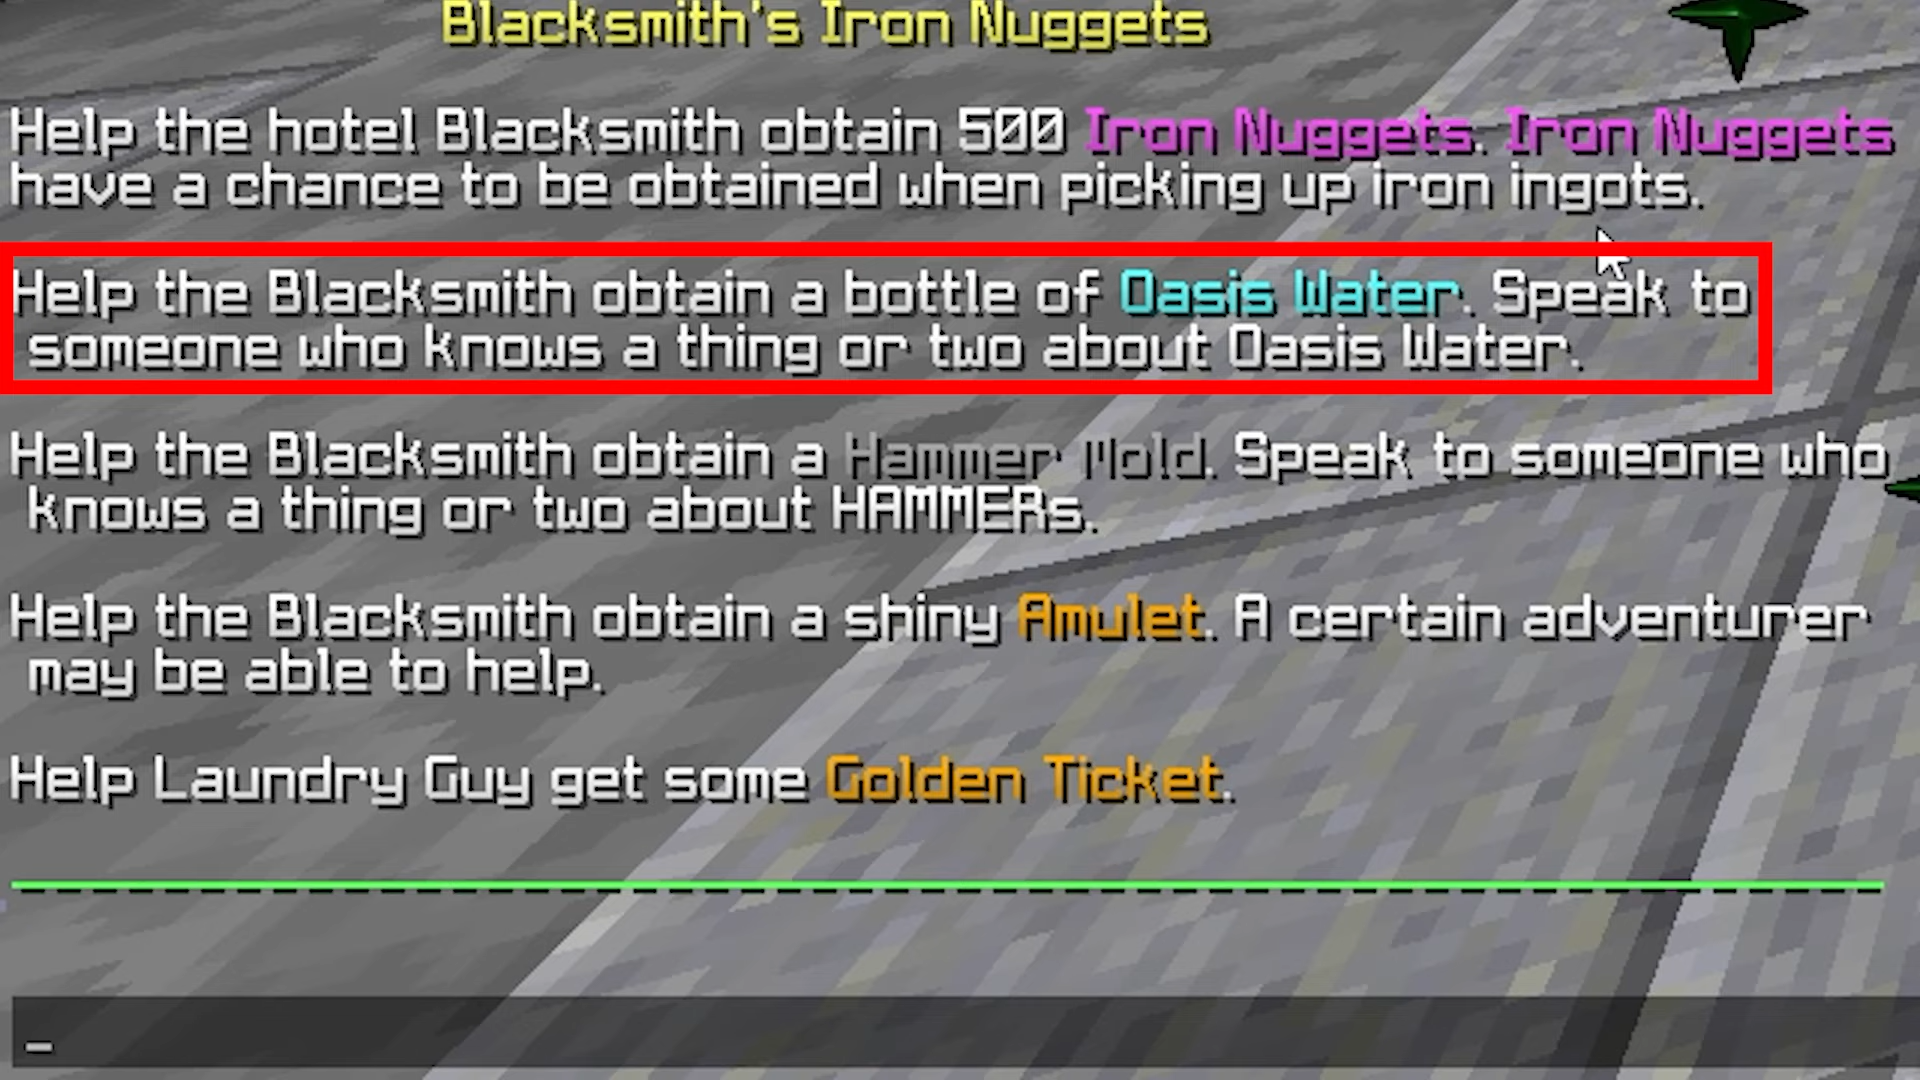 Blacksmith's Iron Nuggets
Help the hotel Blacksmith obtain 500 Iron Nuggets. Iron Nuggets
have a chance to be obtained when picking up iron ingots.
Help the Blacksmith obtain a bottle of Oasis Water. Speak to
someone who knows a thing or two about Oasis Water.
Help the Blacksmith obtain a Hammer Mold. Speak to someone who
knows a thing or two about HAMMERs.
Help the Blacksmith obtain a shiny Amulet. A certain adventurer
may be able to help.
Help Laundry Guy get some Golden Ticket.
_